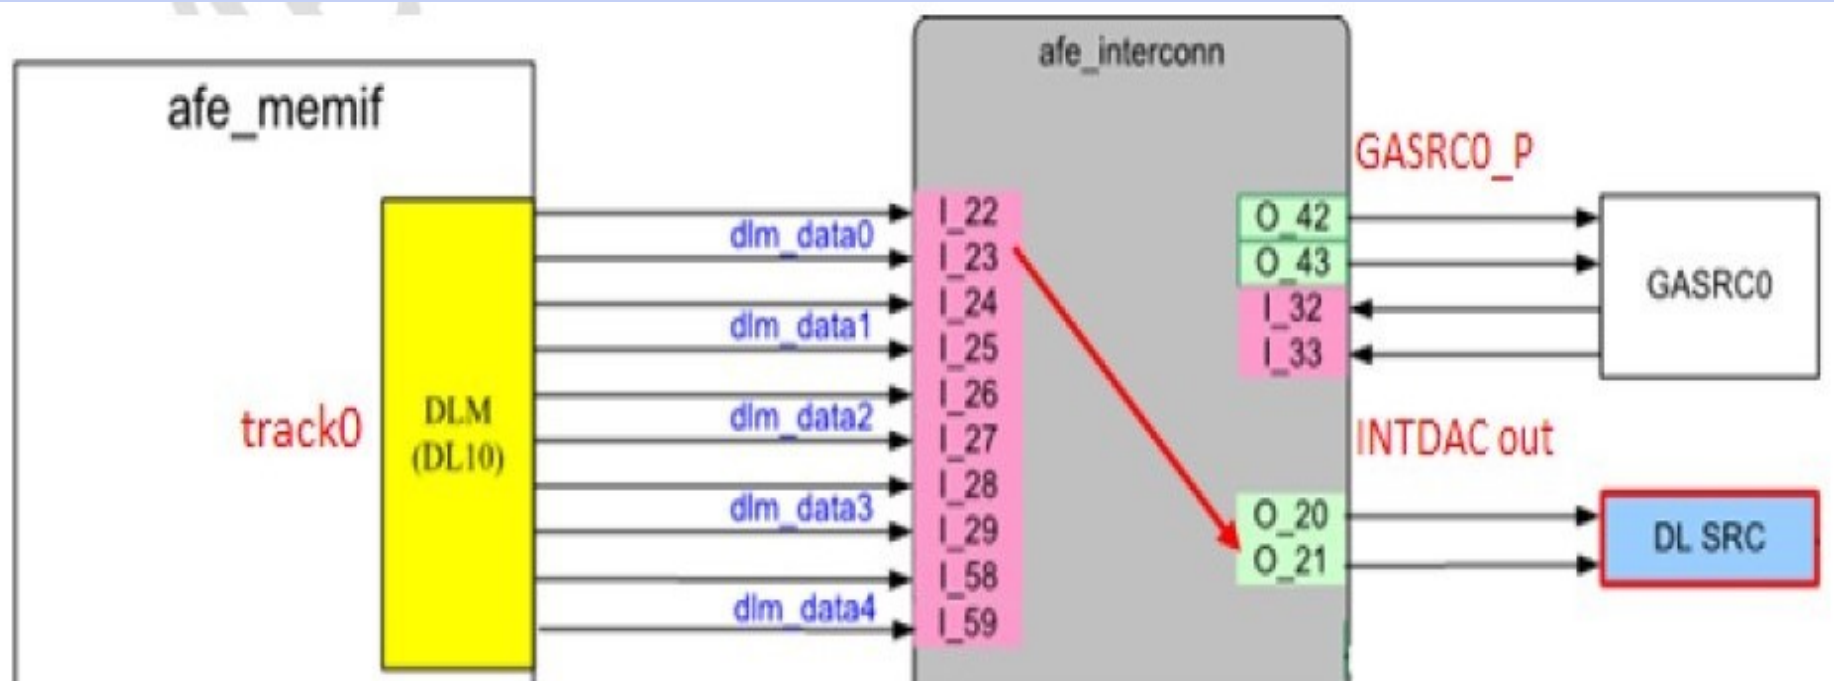 afe_memif
track0
DLM
(DL10)
dlm_data0
dlm_data1
dlm_data2
dlm_data3
dlm_data4
afe_interconn
I_22
I_23
I_24
I_25
I_26
I_27
I_28
I_29
I_58
I_59
O_42
O_43
I_32
I_33
O_20
O_21
GASRC0_P
GASRC0
INTDAC out
DL SRC